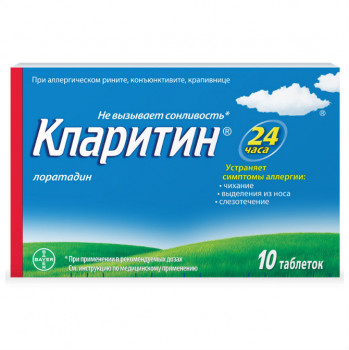 При аллергическом рините, конъюнктивите, крапивнице
Не вызывает сонливость*
Кларитин®
24
часа
®
лоратадин
Устраняет
симптомы аллергии:
• чихание
• выделения из носа
• слезотечение
BAYER
* При применении в рекомендуемых дозах
См. инструкцию по медицинскому применению
10 таблеток